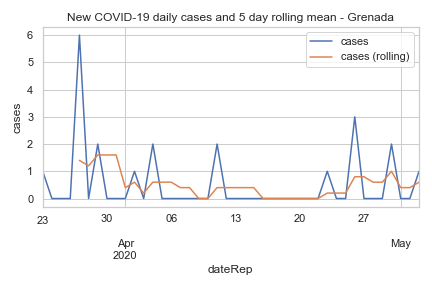 New COVID-19 daily cases and 5 day rolling mean - Grenada
cases
cases (rolling)
6
5
4
3
2
1
0
cases
23
30
06
13
20
27
Apr
2020
May
dateRep